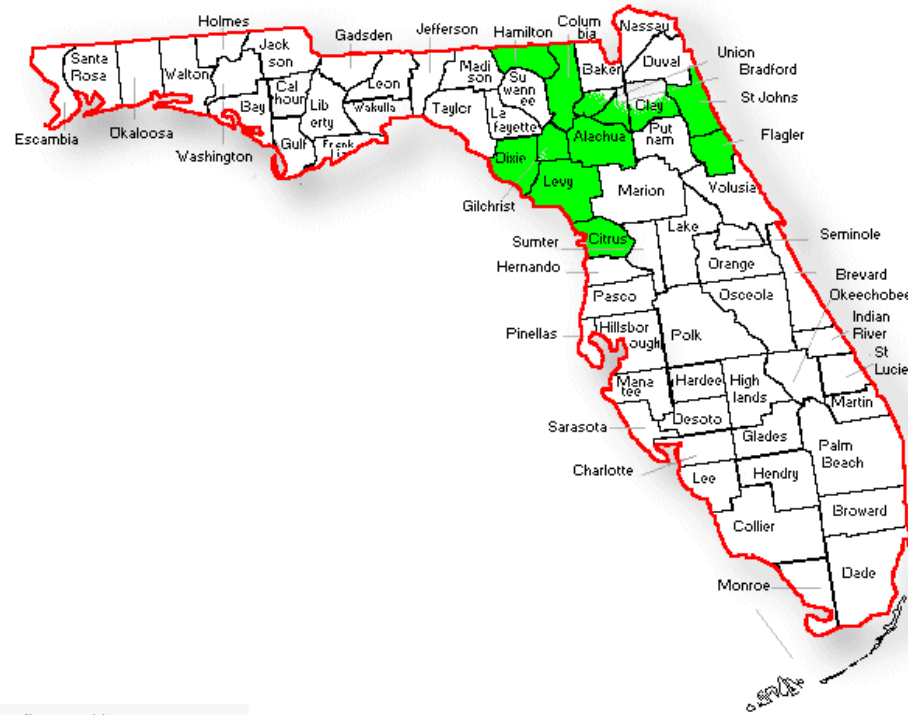 Holmes
Jack
son
Gadsden
Jefferson
Hamilton
Colum
bia
Nassau
Santa
Rosa
Walton
Leon
Madi
son
Baker
Duval
Union
Bradford
Cal
houn
Bay
Lib
erty
Wakulla
Taylor
Su
wann
ee
La
fayette
Clay
St Johns
Escambia
Okaloosa
Washington
Gulf
Frank
lin
Dixie
Alachua
Put
nam
Flagler
Gilchrist
Levy
Marion
Volusia
Sumter
Citrus
Lake
Seminole
Hernando
Orange
Brevard
Pasco
Osceola
Okeechobee
Pinellas
Hillsbor
ough
Polk
Indian
River
St
Lucie
Mana
tee
Hardee
High
lands
Martin
Sarasota
Desoto
Glades
Palm
Beach
Charlotte
Lee
Hendry
Broward
Collier
Monroe
Dade